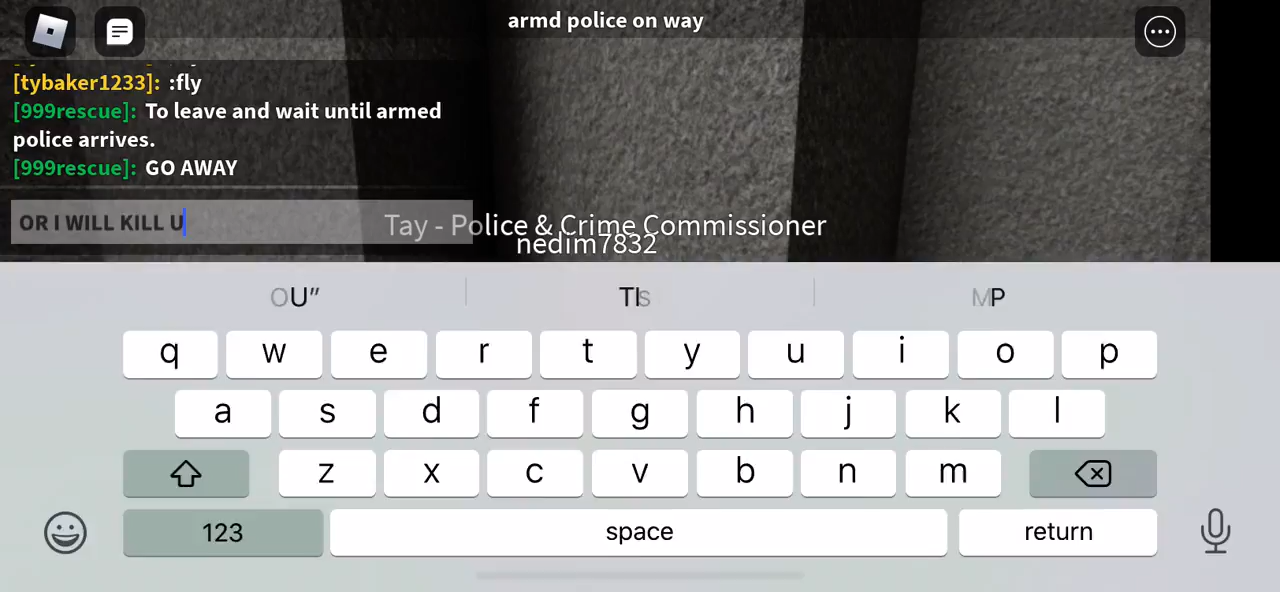 armd police on way
[tybaker1233]: :fly
[999rescue]: To leave and wait until armed
police arrives.
[999rescue]: GO AWAY
OR I WILL KILL U
Tay - Police & Crime Commissioner
nedim7832
OU” TIs MP
q w e r t y u i o p
a s d f g h j k l
z x c v b n m
123 space return